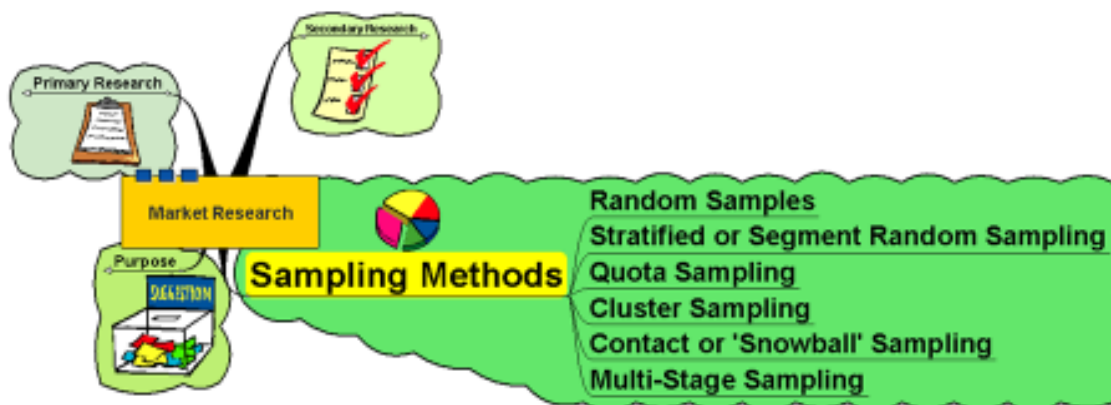 Secondary Research
Primary Research
Market Research
Purpose
SUGGESTION
Sampling Methods
Random Samples
Stratified or Segment Random Sampling
Quota Sampling
Cluster Sampling
Contact or 'Snowball' Sampling
Multi-Stage Sampling